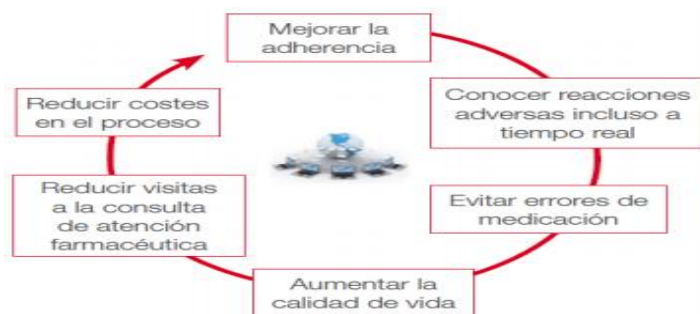 Mejorar la
adherencia
Conocer reacciones
adversas incluso a
tiempo real
Evitar errores de
medicación
Aumentar la
calidad de vida
Reducir visitas
a la consulta
de atención
farmacéutica
Reducir costes
en el proceso